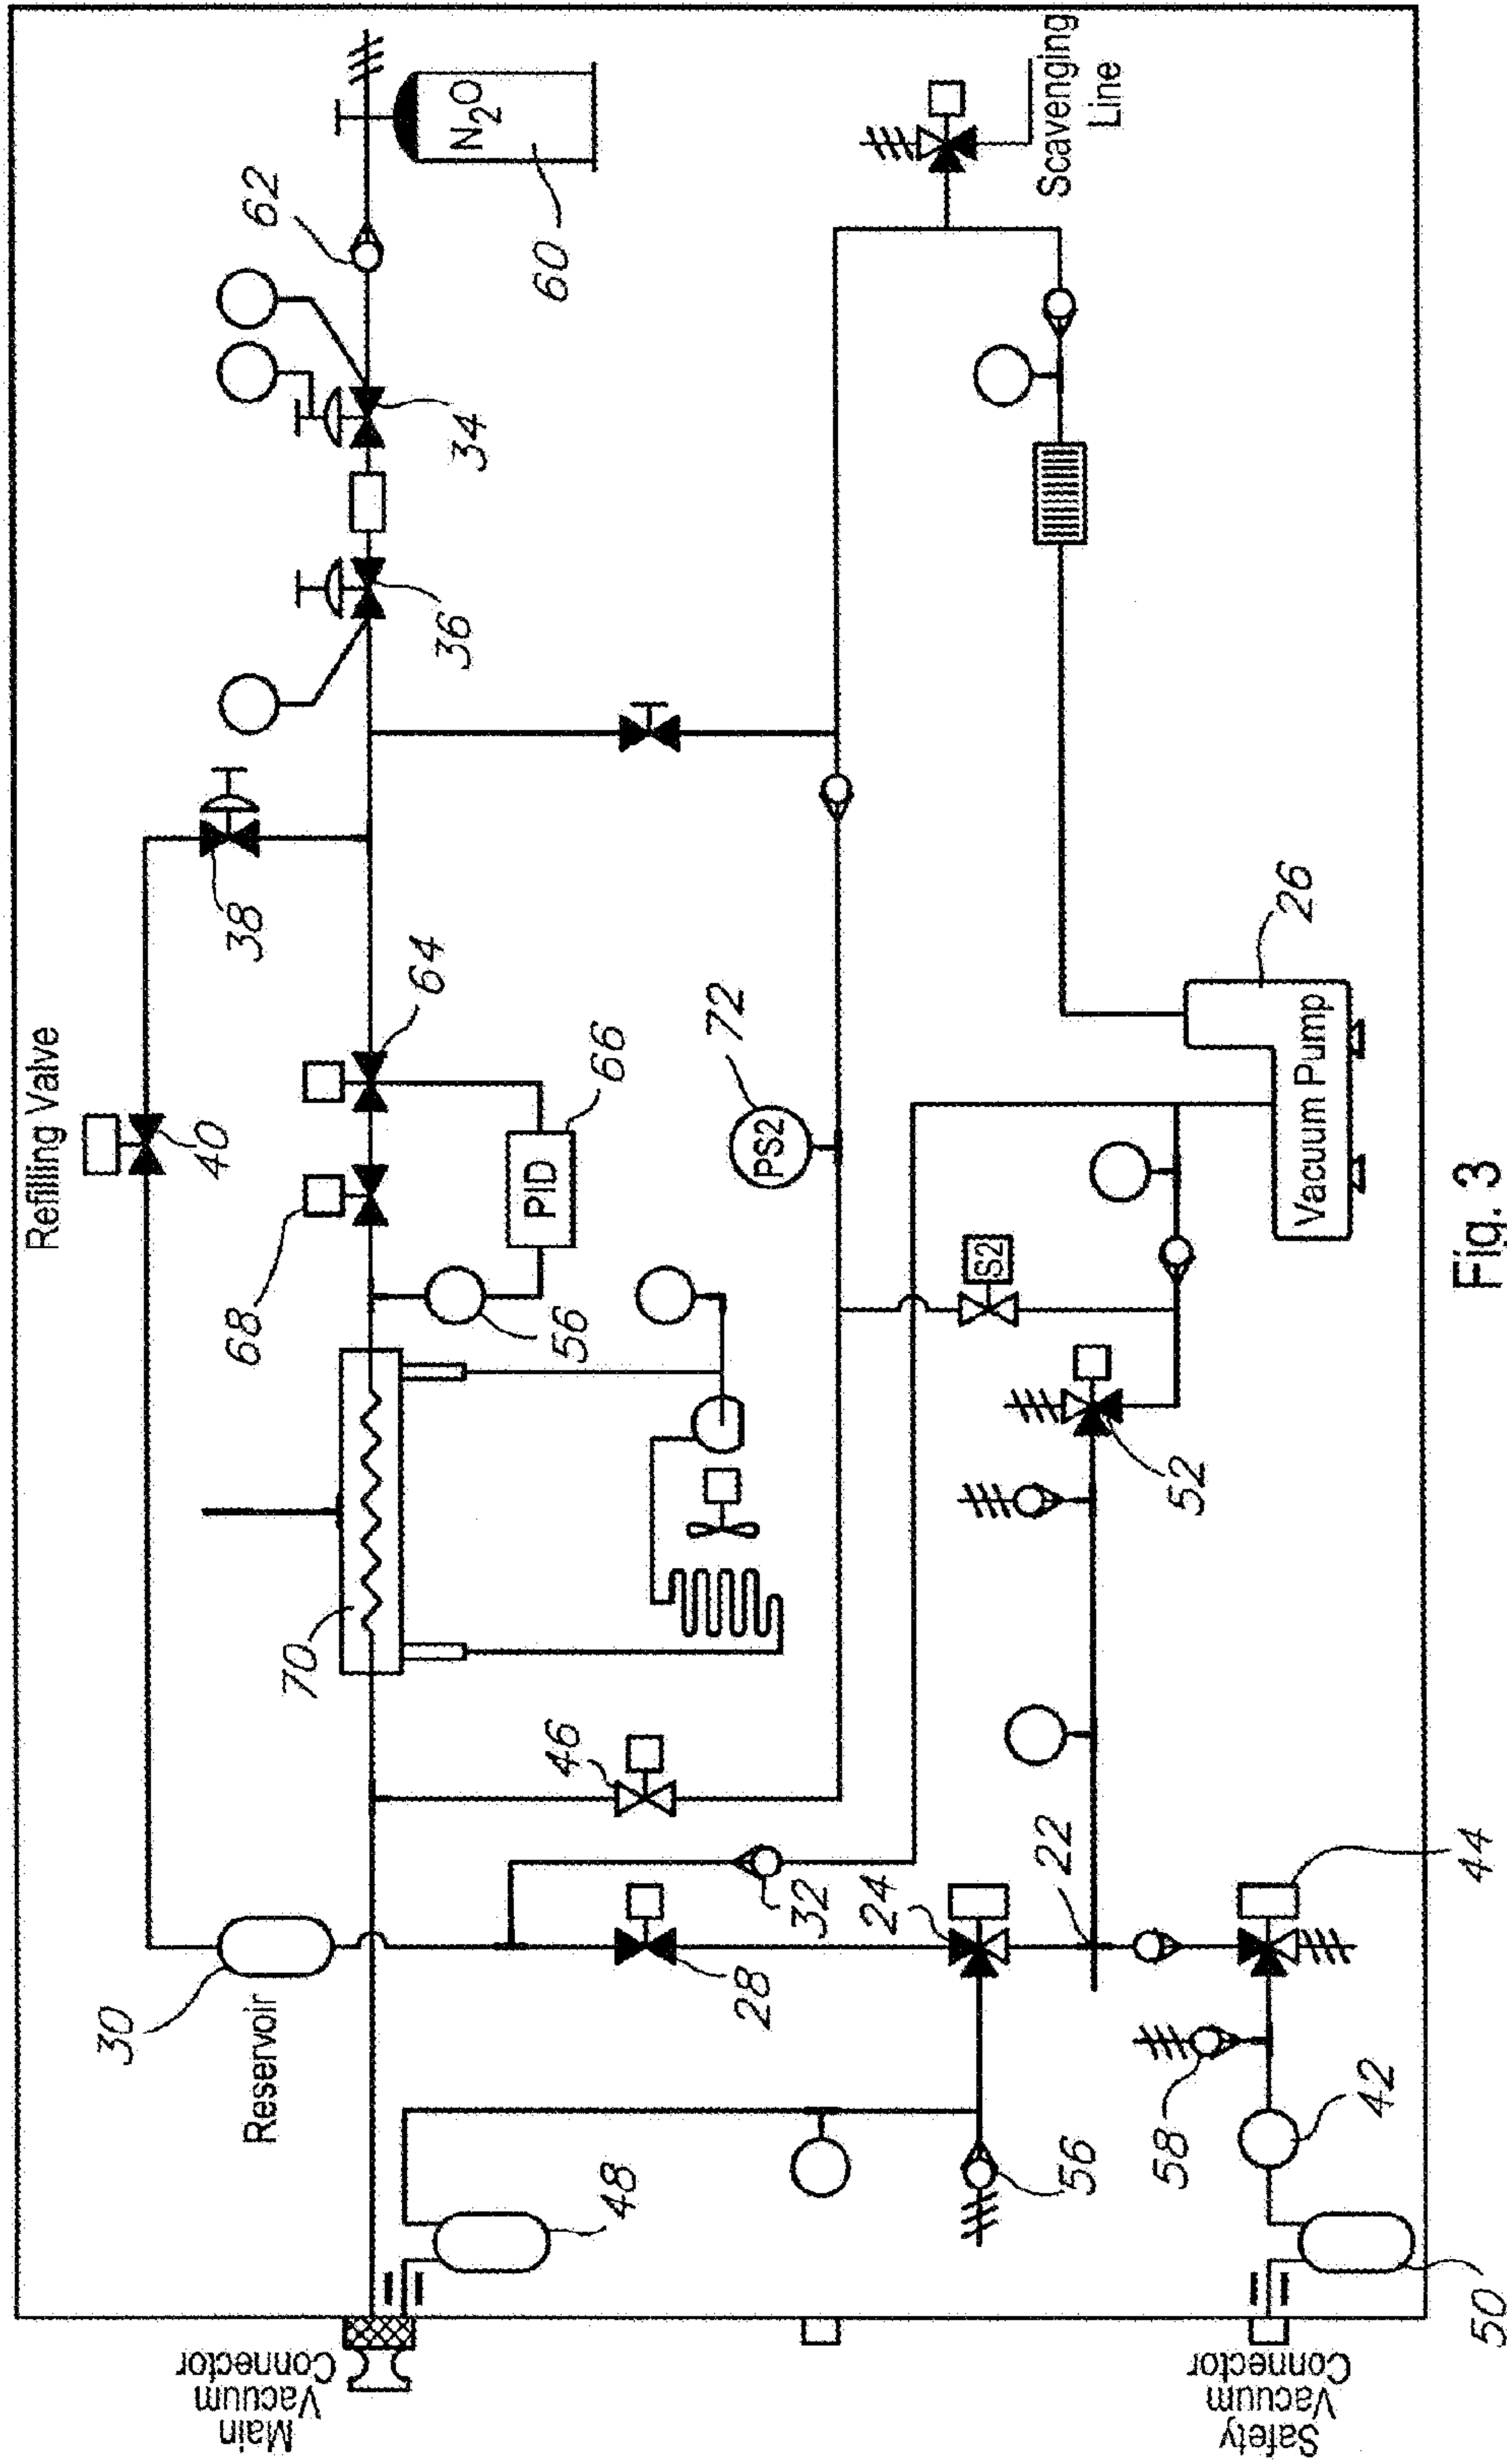 Refilling Valve
40
38
30
Reservoir
70
68
64
66
PID
56
36
34
62
N2O
60
72
PS2
46
32
28
24
22
S2
52
26
Vacuum Pump
Scavenging
Line
44
48
56
58
42
50
Main
Vacuum
Connector
Safety
Vacuum
Connector
Fig. 3